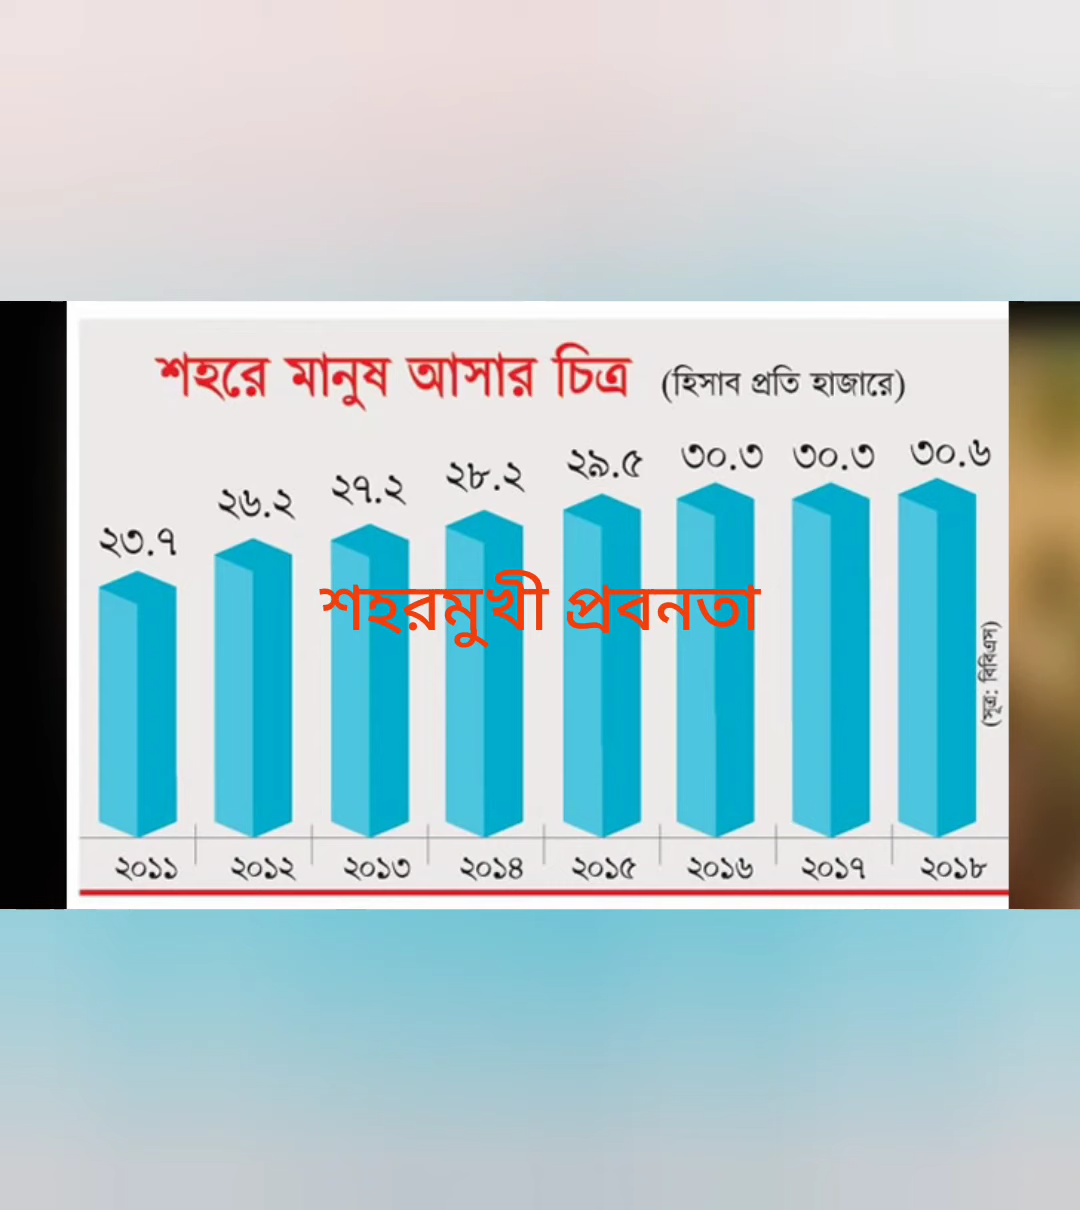 শহরে মানুষ আসার চিত্র (হিসাব প্রতি হাজারে)
২৩.৭ ২৬.২ ২৭.২ ২৮.২ ২৯.৫ ৩০.৩ ৩০.৩ ৩০.৬
শহরমুখী প্রবনতা
(সূত্র: বিবিএস)
২০১১ ২০১২ ২০১৩ ২০১৪ ২০১৫ ২০১৬ ২০১৭ ২০১৮